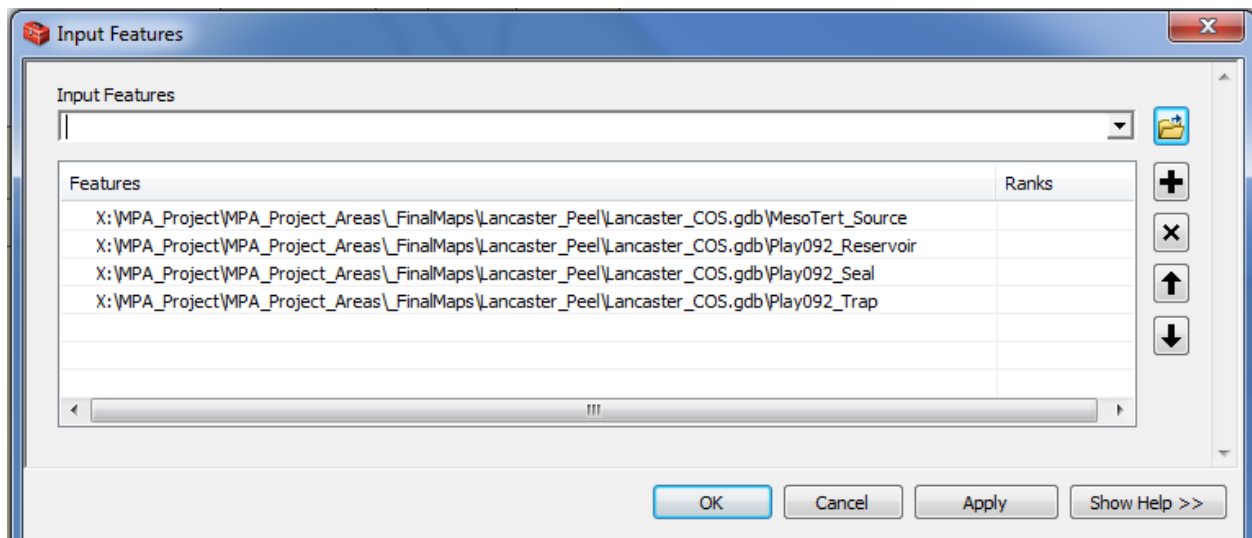 Input Features
Input Features
Features Ranks
X:\MPA_Project\MPA_Project_Areas\_FinalMaps\Lancaster_Peel\Lancaster_COS.gdb\MesoTert_Source
X:\MPA_Project\MPA_Project_Areas\_FinalMaps\Lancaster_Peel\Lancaster_COS.gdb\Play092_Reservoir
X:\MPA_Project\MPA_Project_Areas\_FinalMaps\Lancaster_Peel\Lancaster_COS.gdb\Play092_Seal
X:\MPA_Project\MPA_Project_Areas\_FinalMaps\Lancaster_Peel\Lancaster_COS.gdb\Play092_Trap
OK Cancel Apply Show Help >>